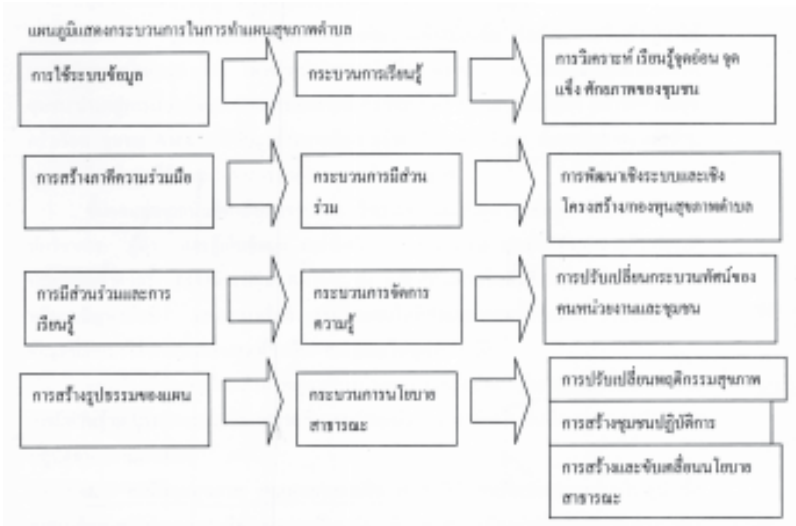 แผนภูมิแสดงกระบวนการในการทำแผนสุขภาพตำบล
การใช้ระบบข้อมูล
กระบวนการเรียนรู้
การวิเคราะห์ เรียนรู้จุดอ่อน จุด
แข็ง ศักยภาพของชุมชน
การสร้างภาคีความร่วมมือ
กระบวนการมีส่วน
ร่วม
การพัฒนาเชิงระบบและเชิง
โครงสร้าง/กองทุนสุขภาพตำบล
การมีส่วนร่วมและการ
เรียนรู้
กระบวนการจัดการ
ความรู้
การปรับเปลี่ยนกระบวนทัศน์ของ
คนหน่วยงานและชุมชน
การสร้างรูปธรรมของแผน
กระบวนการนโยบาย
สาธารณะ
การปรับเปลี่ยนพฤติกรรมสุขภาพ
การสร้างชุมชนปฏิบัติการ
การสร้างและขับเคลื่อนนโยบาย
สาธารณะ